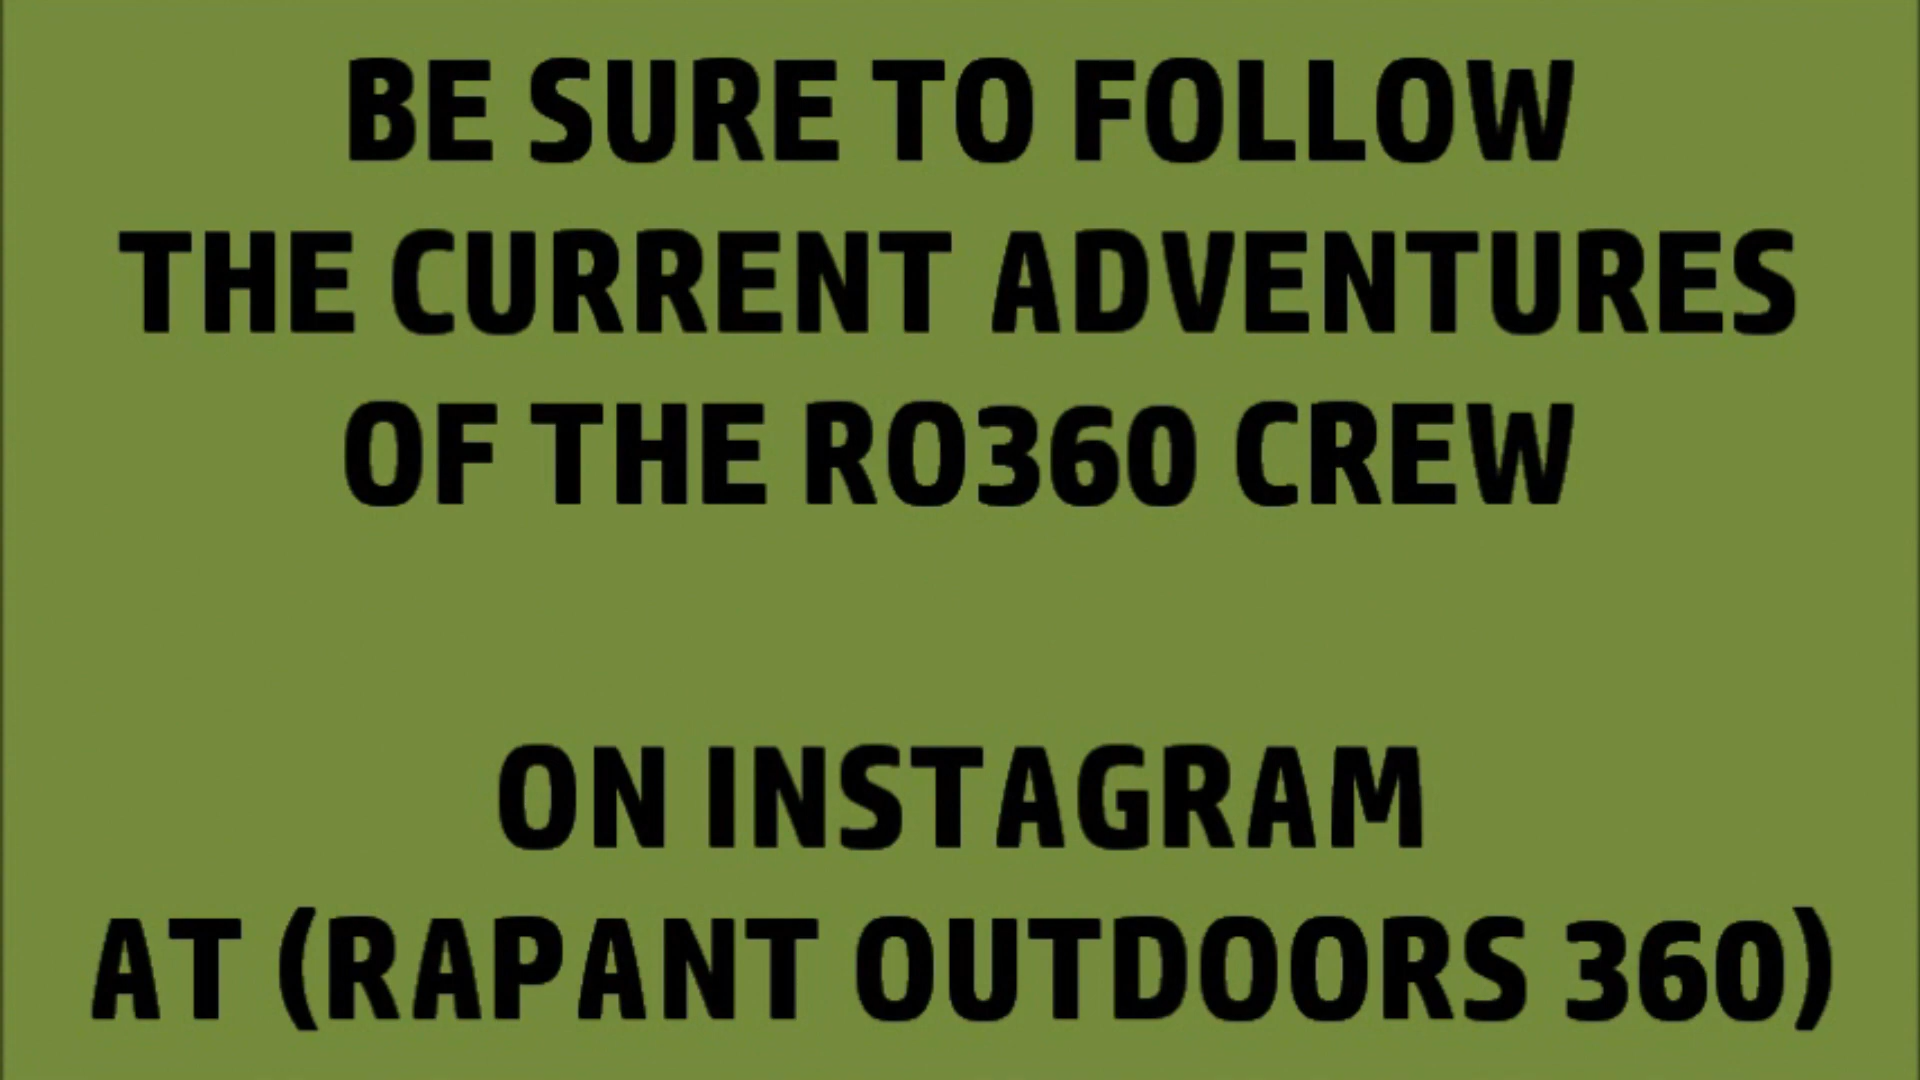 BE SURE TO FOLLOW
THE CURRENT ADVENTURES
OF THE RO360 CREW
ON INSTAGRAM
AT (RAPANT OUTDOORS 360)